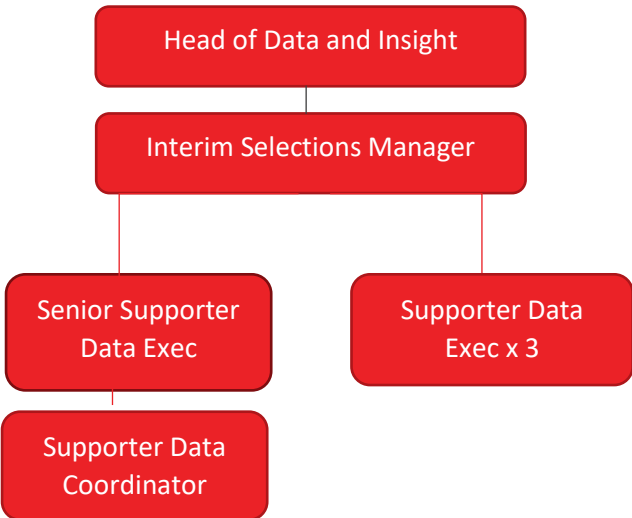 Head of Data and Insight
Interim Selections Manager
Senior Supporter
Data Exec
Supporter Data
Exec x 3
Supporter Data
Coordinator